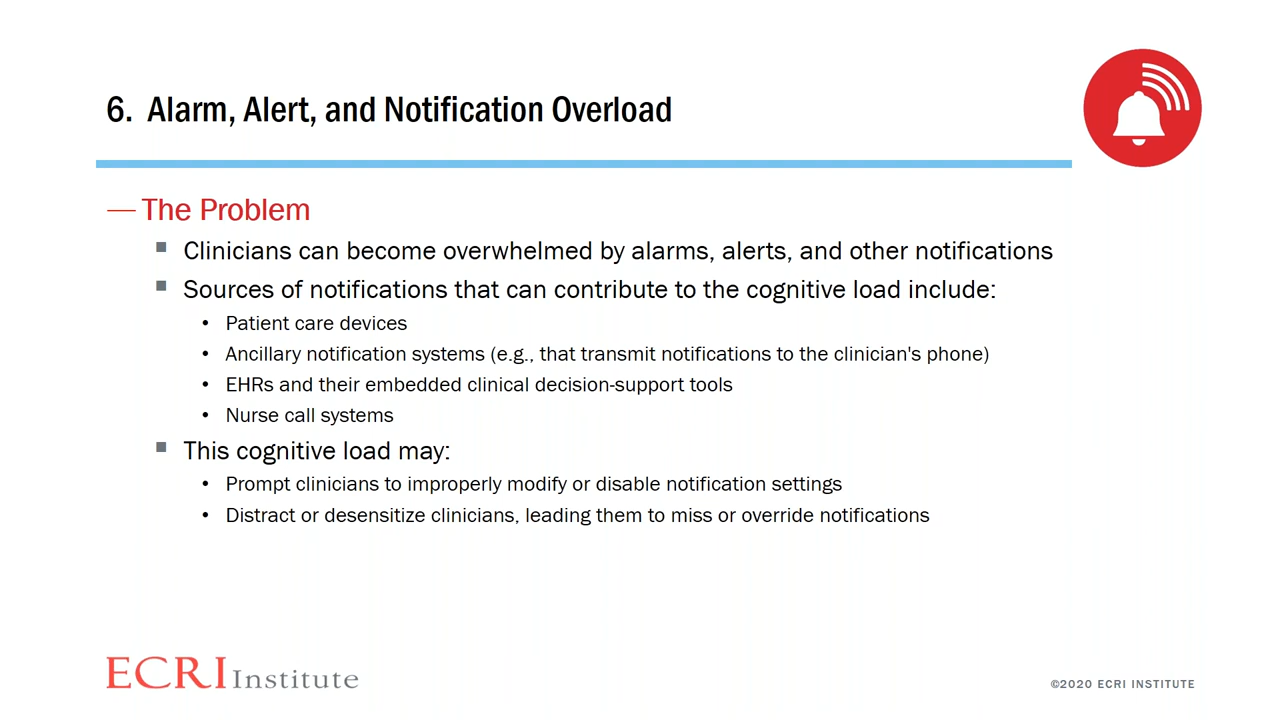 6. Alarm, Alert, and Notification Overload
— The Problem
▪ Clinicians can become overwhelmed by alarms, alerts, and other notifications
▪ Sources of notifications that can contribute to the cognitive load include:
• Patient care devices
• Ancillary notification systems (e.g., that transmit notifications to the clinician's phone)
• EHRs and their embedded clinical decision-support tools
• Nurse call systems
▪ This cognitive load may:
• Prompt clinicians to improperly modify or disable notification settings
• Distract or desensitize clinicians, leading them to miss or override notifications
ECRI Institute
©2020 ECRI INSTITUTE